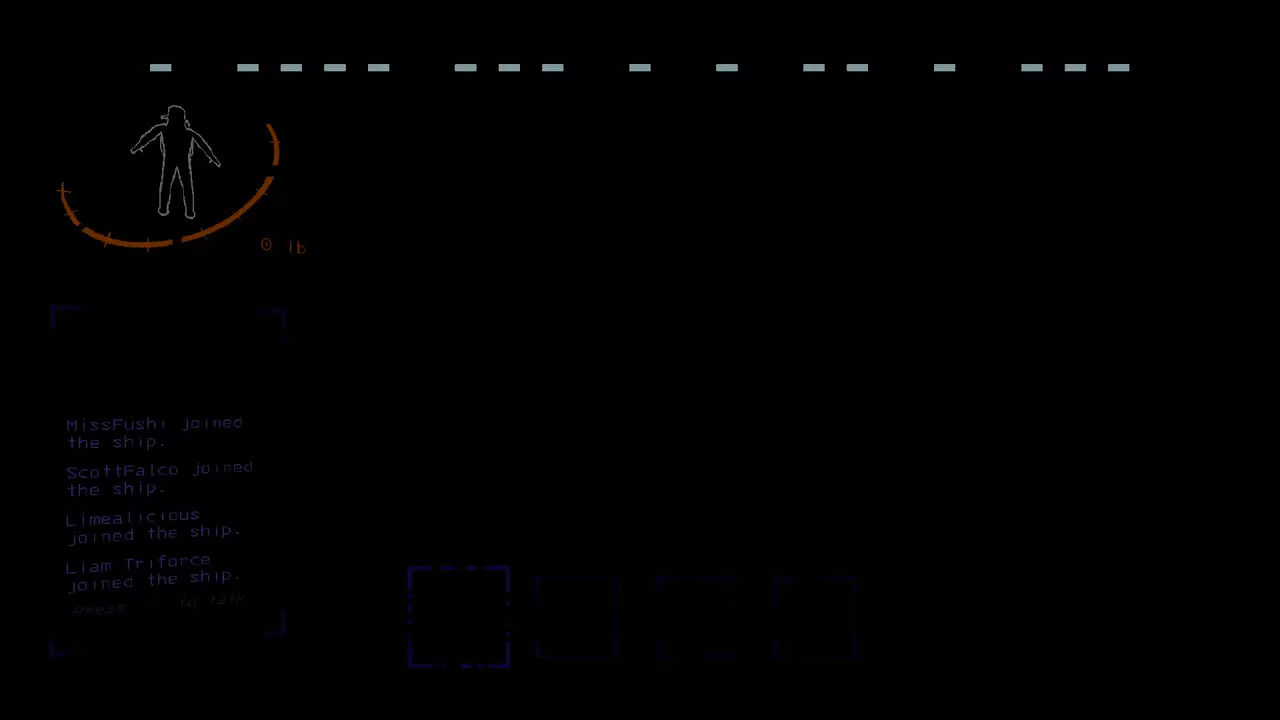 0 lb
MissFushi joined
the ship.
ScottFalco joined
the ship.
Limealicious
joined the ship.
Liam Triforce
joined the ship.
Press to talk.